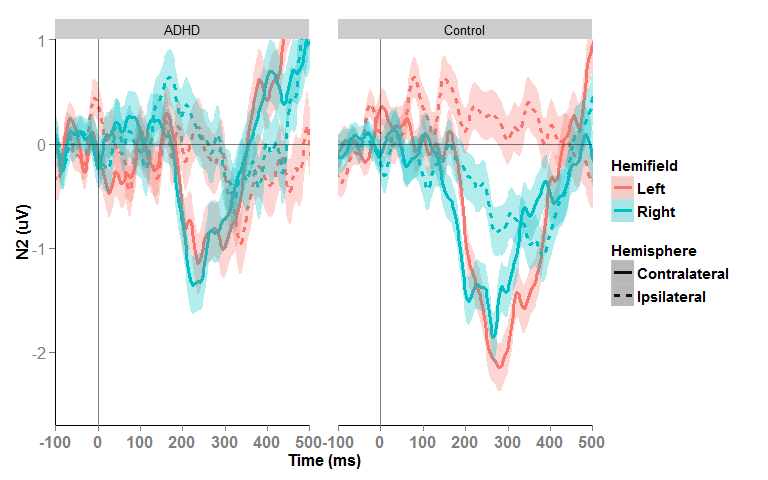 ADHD
Control
1
0
-1
-2
N2 (uV)
-100 0 100 200 300 400 500
-100 0 100 200 300 400 500
Time (ms)
Hemifield
Left
Right
Hemisphere
Contralateral
Ipsilateral